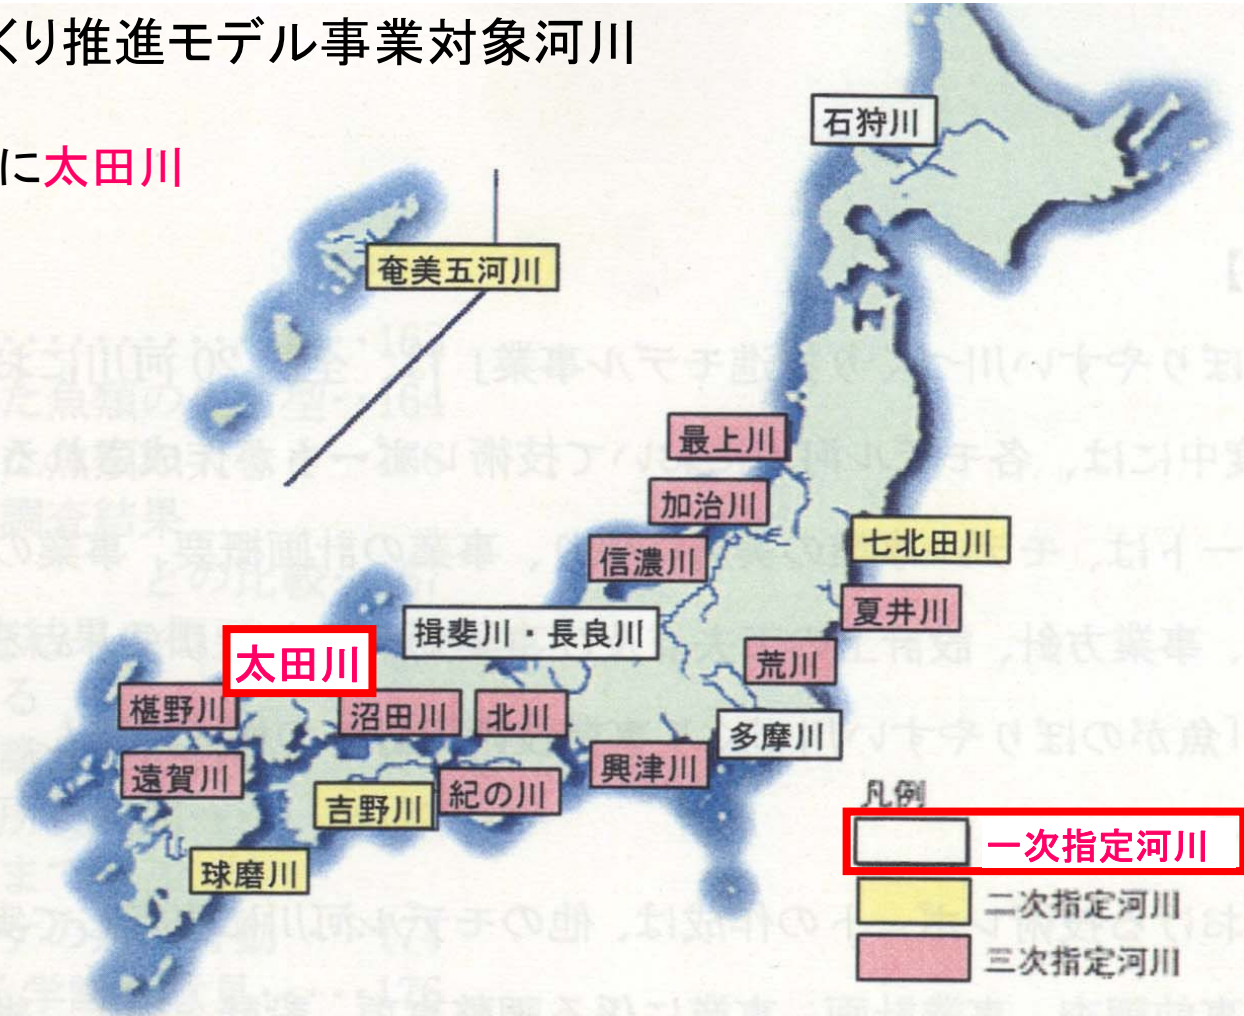 くり推進モデル事業対象河川
に太田川
石狩川
奄美五河川
最上川
加治川
信濃川
七北田川
夏井川
揖斐川・長良川
荒川
太田川
椹野川
沼田川
北川
多摩川
遠賀川
興津川
紀の川
吉野川
球磨川
凡例
一次指定河川
二次指定河川
三次指定河川